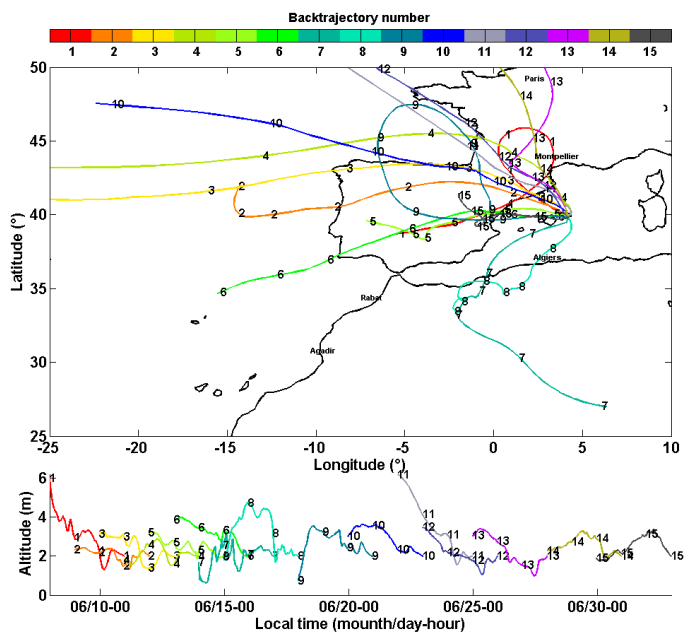 Backtrajectory number
1 2 3 4 5 6 7 8 9 10 11 12 13 14 15
50
45
40
35
30
25
Latitude (°)
Paris
Montpellier
Algiers
Rabat
Agadir
-25 -20 -15 -10 -5 0 5 10
Longitude (°)
6
4
2
0
Altitude (m)
06/10-00 06/15-00 06/20-00 06/25-00 06/30-00
Local time (mounth/day-hour)